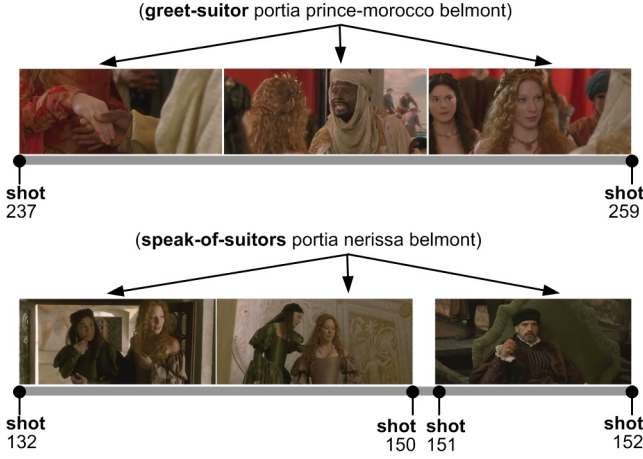 (greet-suitor portia prince-morocco belmont)
shot
237
shot
259
(speak-of-suitors portia nerissa belmont)
shot
132
shot
150
shot
151
shot
152